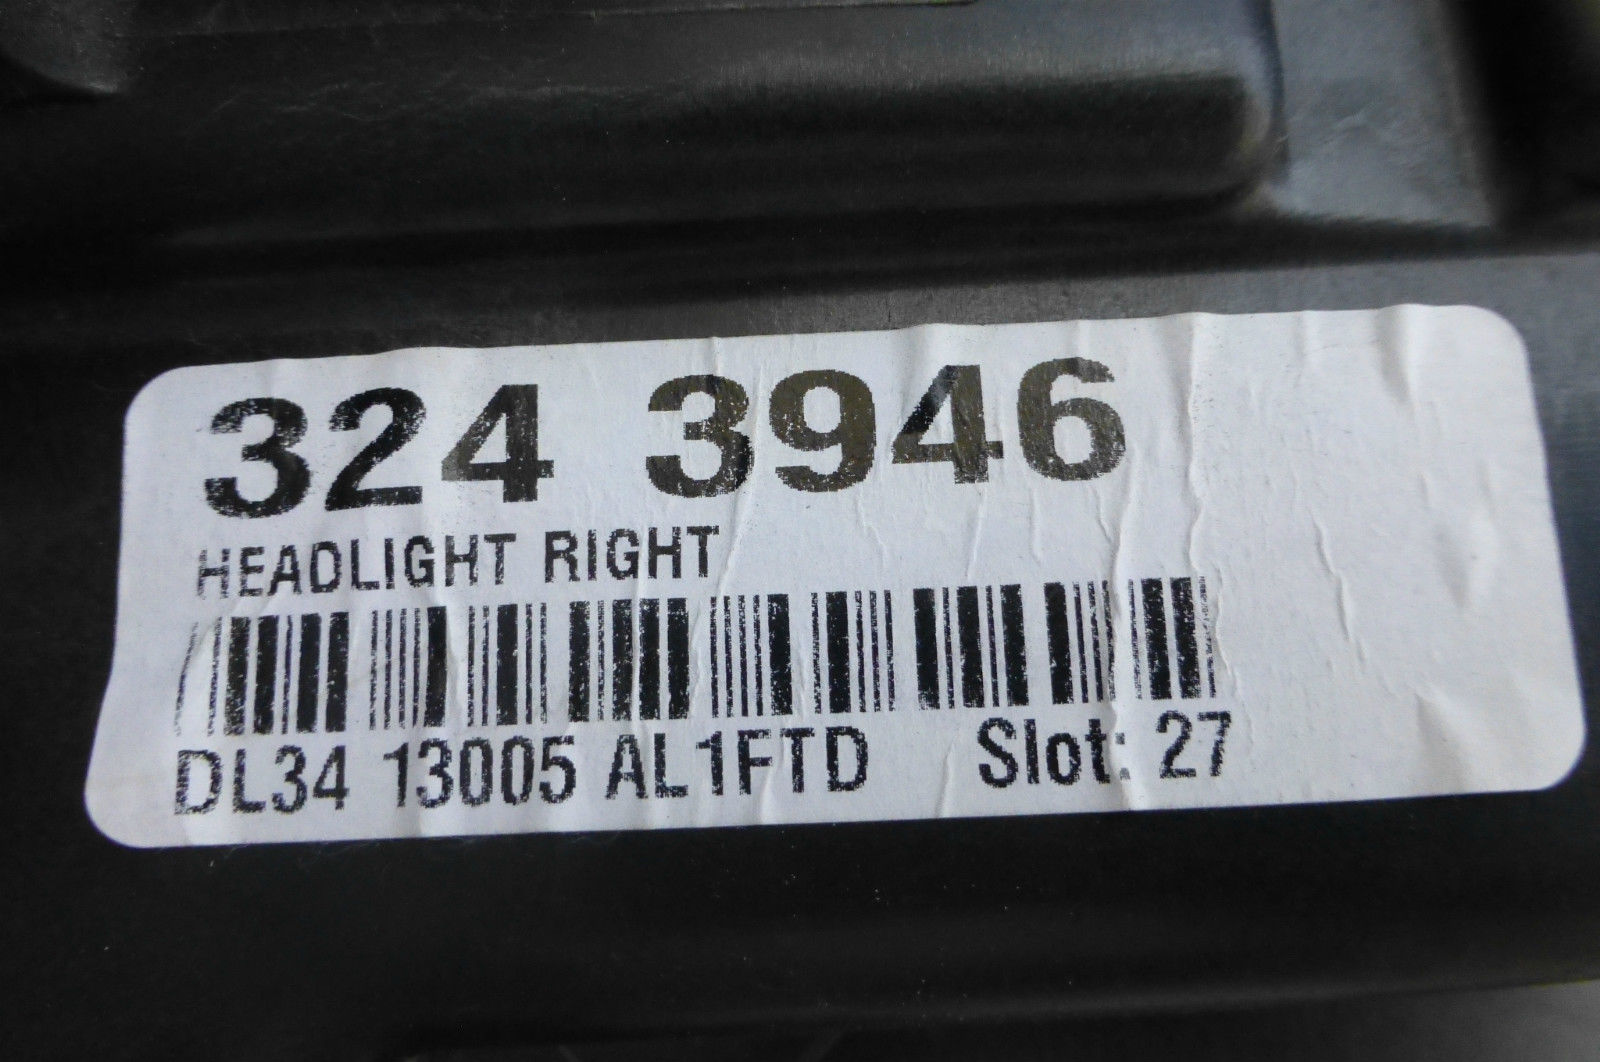 324 3946
HEADLIGHT RIGHT
DL34 13005 AL1FTD Slot: 27